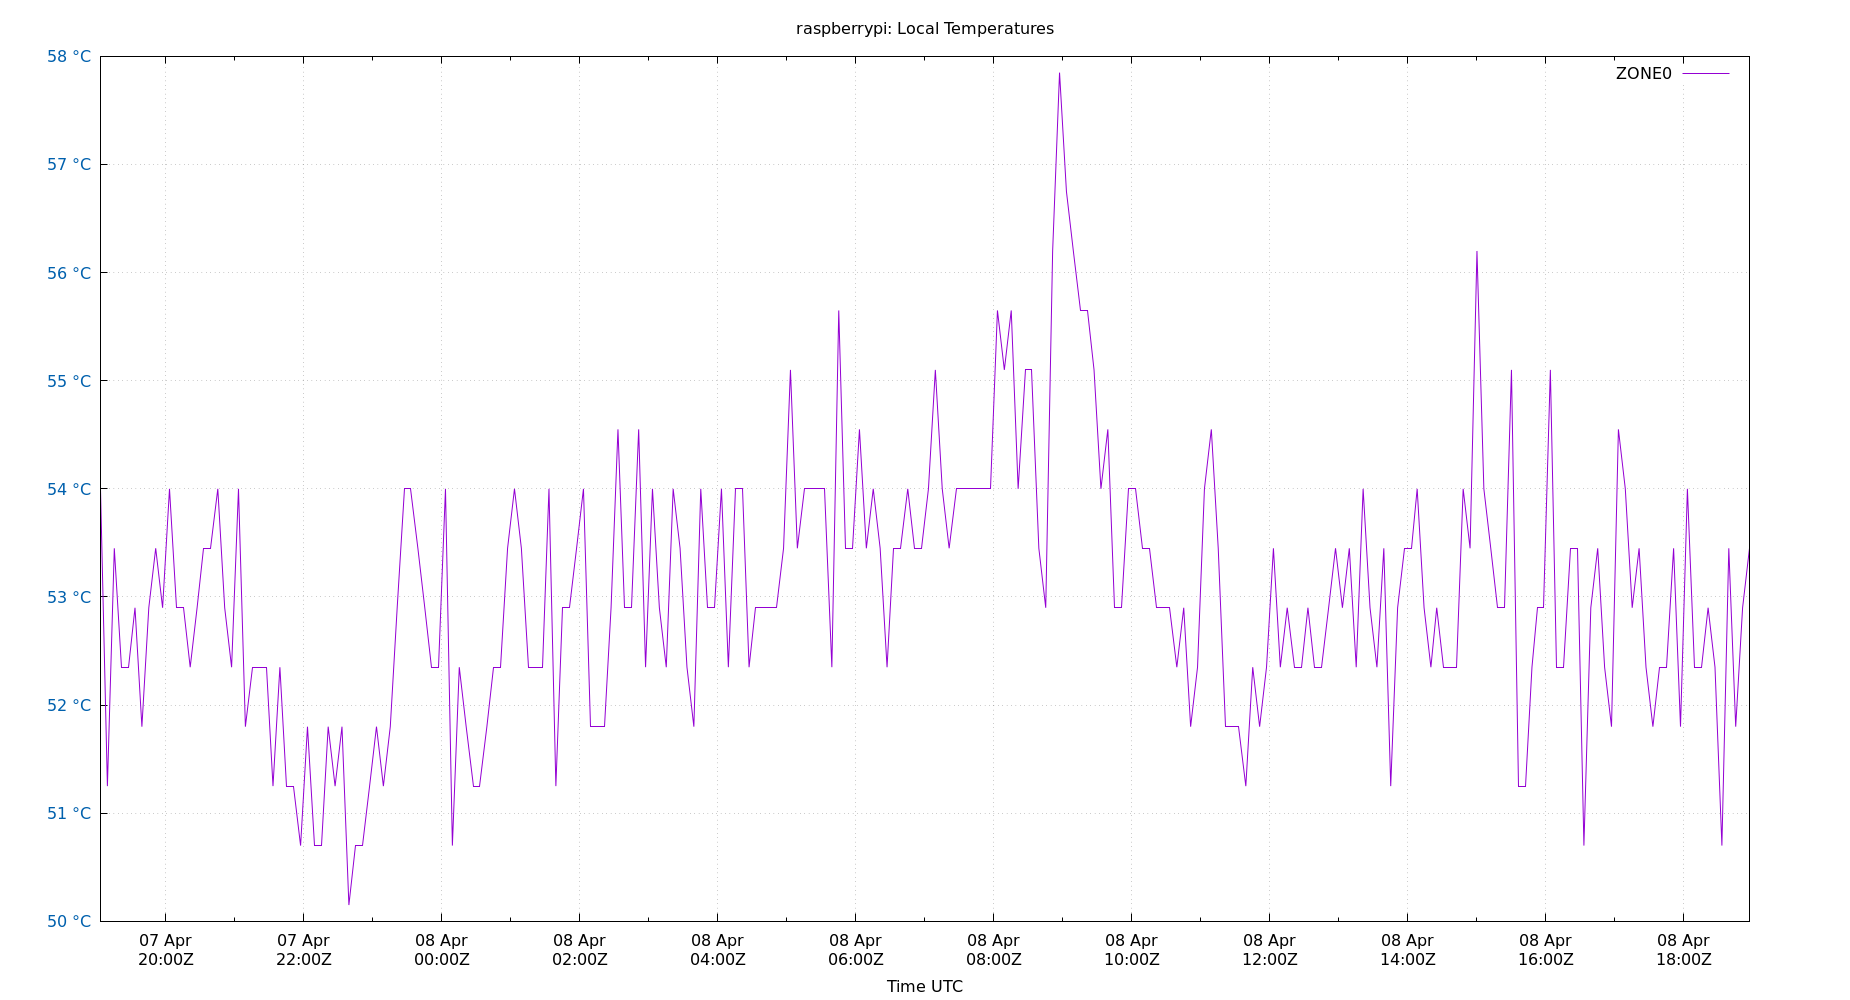 raspberrypi: Local Temperatures
ZONE0
58 °C
57 °C
56 °C
55 °C
54 °C
53 °C
52 °C
51 °C
50 °C
07 Apr 07 Apr 08 Apr 08 Apr 08 Apr 08 Apr 08 Apr 08 Apr 08 Apr 08 Apr 08 Apr 08 Apr
20:00Z 22:00Z 00:00Z 02:00Z 04:00Z 06:00Z 08:00Z 10:00Z 12:00Z 14:00Z 16:00Z 18:00Z
Time UTC